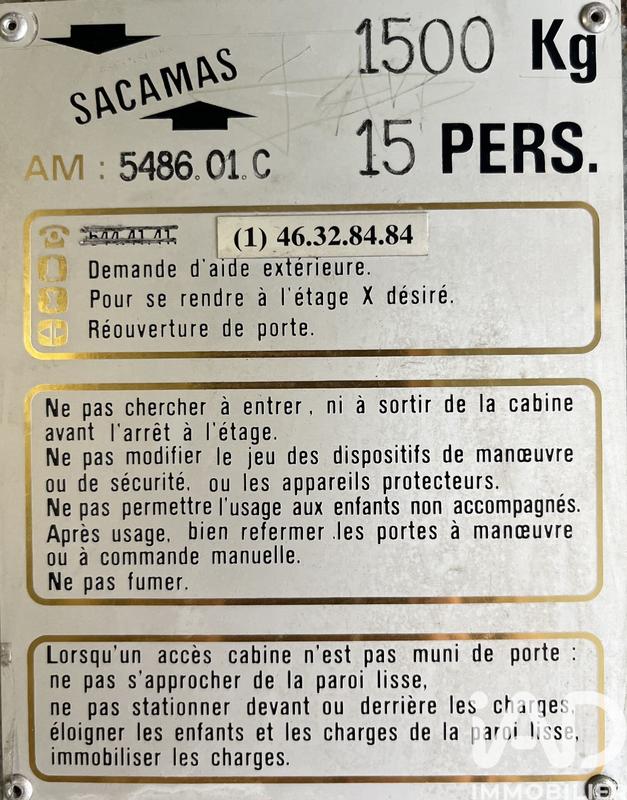 SACAMAS
1500 Kg
AM : 5486.01.C
15 PERS.
544 41 41
(1) 46.32.84.84
Demande d'aide extérieure.
X Pour se rendre à l'étage X désiré.
Réouverture de porte.
Ne pas chercher à entrer, ni à sortir de la cabine
avant l'arrêt à l'étage.
Ne pas modifier le jeu des dispositifs de manœuvre
ou de sécurité, ou les appareils protecteurs.
Ne pas permettre l'usage aux enfants non accompagnés.
Après usage, bien refermer les portes à manœuvre
ou à commande manuelle.
Ne pas fumer.
Lorsqu'un accès cabine n'est pas muni de porte :
ne pas s'approcher de la paroi lisse,
ne pas stationner devant ou derrière les charges,
éloigner les enfants et les charges de la paroi lisse,
immobiliser les charges.
iAD
IMMOBILIER